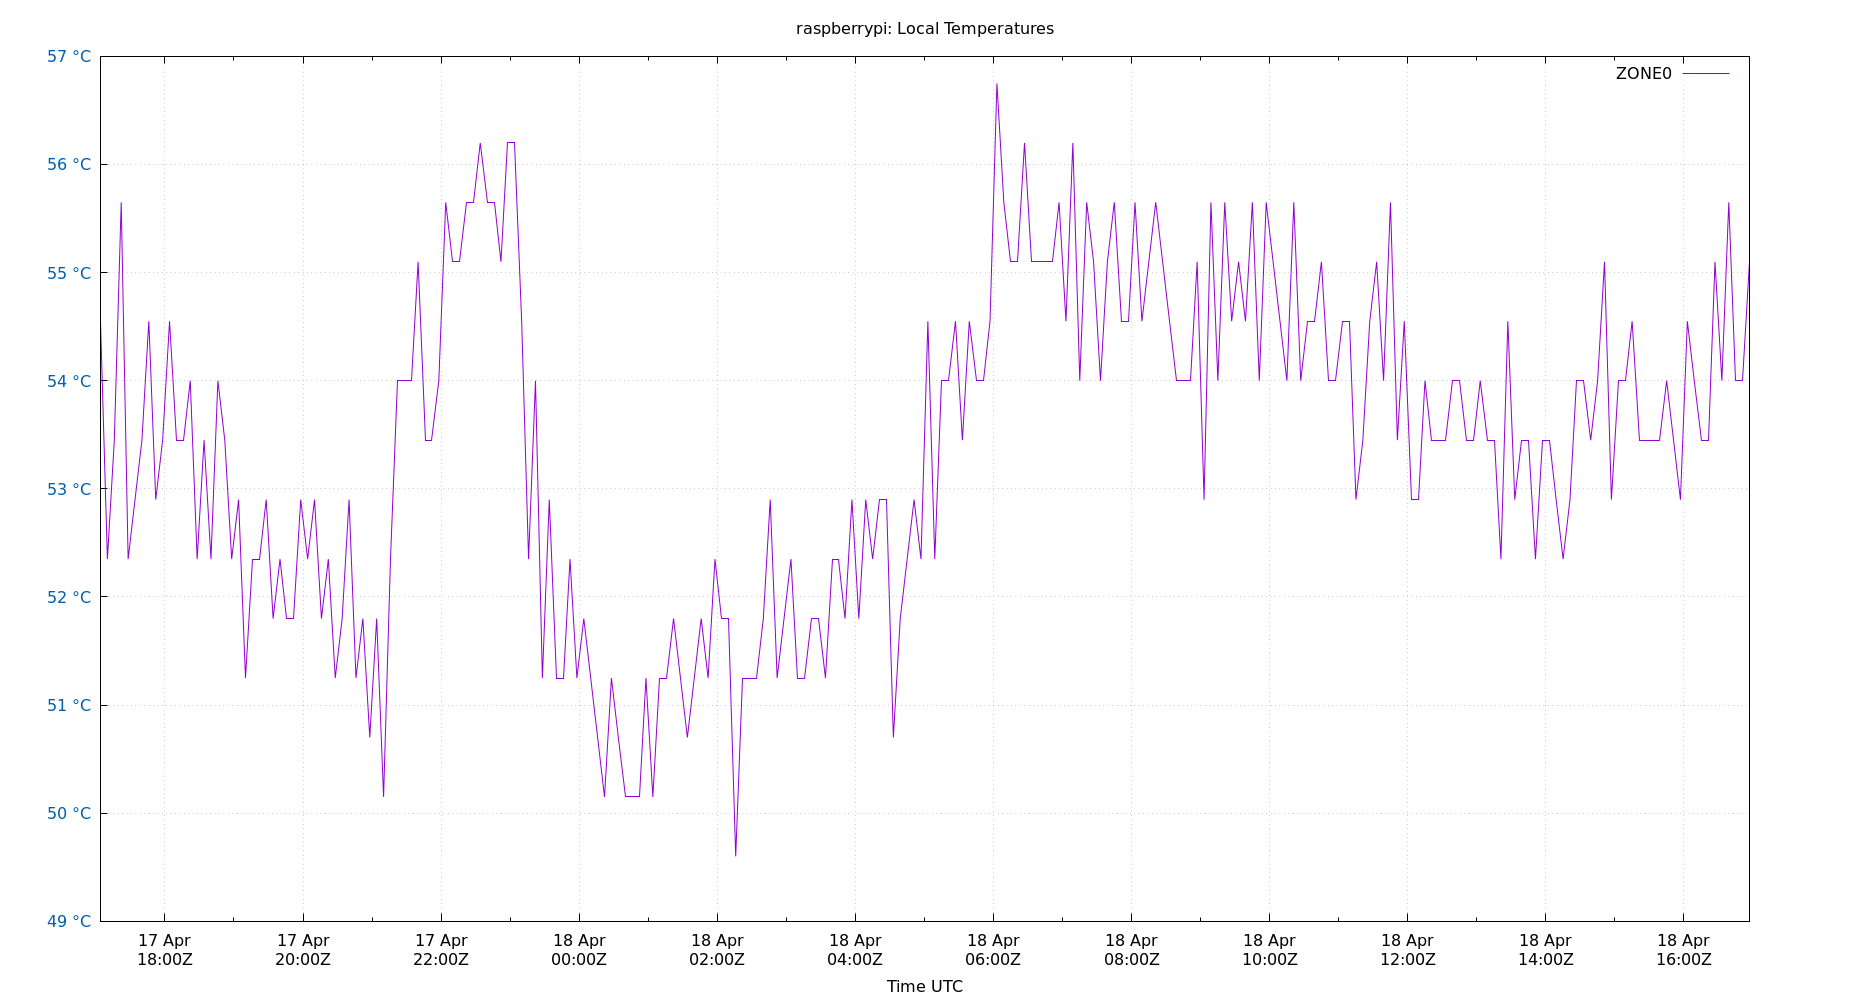 raspberrypi: Local Temperatures
57 °C
ZONE0
56 °C
55 °C
54 °C
53 °C
52 °C
51 °C
50 °C
49 °C
17 Apr 17 Apr 17 Apr 18 Apr 18 Apr 18 Apr 18 Apr 18 Apr 18 Apr 18 Apr 18 Apr 18 Apr
18:00Z 20:00Z 22:00Z 00:00Z 02:00Z 04:00Z 06:00Z 08:00Z 10:00Z 12:00Z 14:00Z 16:00Z
Time UTC